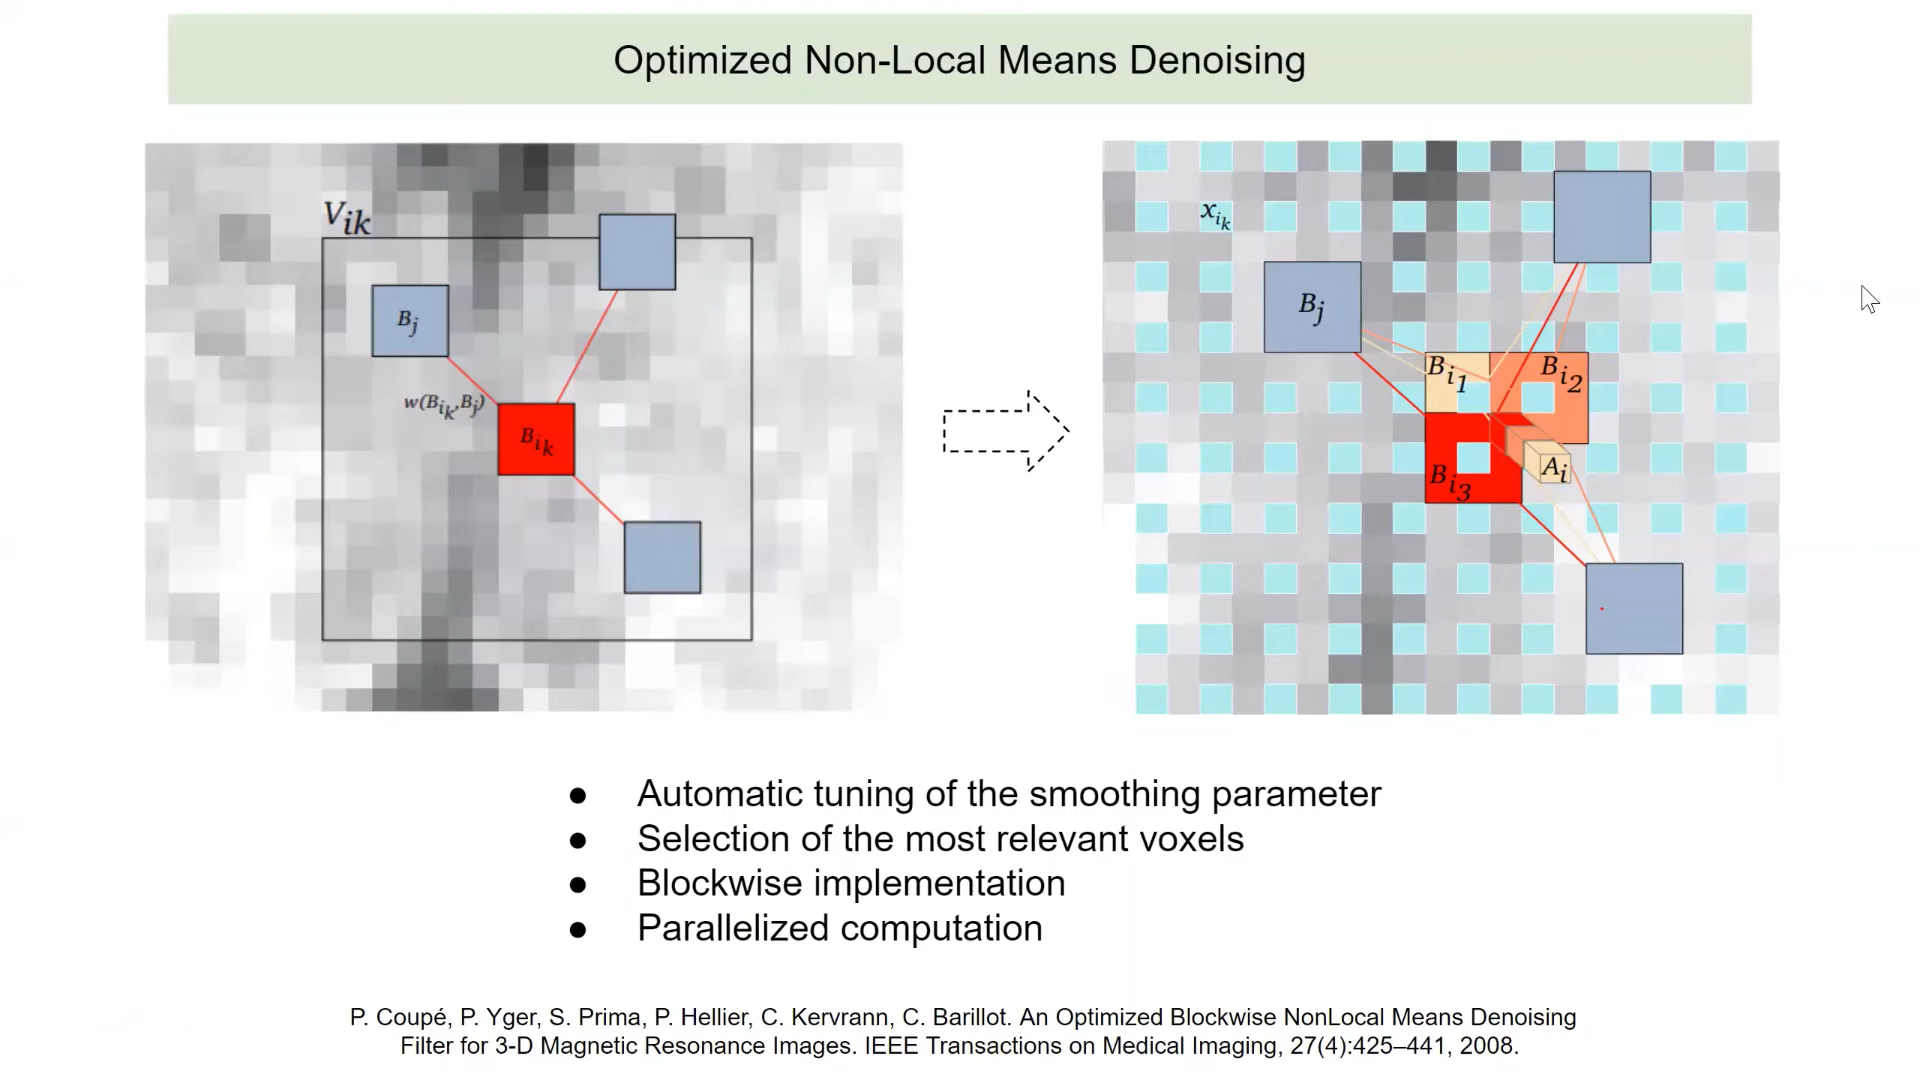 Optimized Non-Local Means Denoising
V_ik
B_j
w(B_ik, B_j)
B_ik
x_ik
B_j
B_i1
B_i2
B_i3
A_i
● Automatic tuning of the smoothing parameter
● Selection of the most relevant voxels
● Blockwise implementation
● Parallelized computation
P. Coupé, P. Yger, S. Prima, P. Hellier, C. Kervrann, C. Barillot. An Optimized Blockwise NonLocal Means Denoising
Filter for 3-D Magnetic Resonance Images. IEEE Transactions on Medical Imaging, 27(4):425–441, 2008.